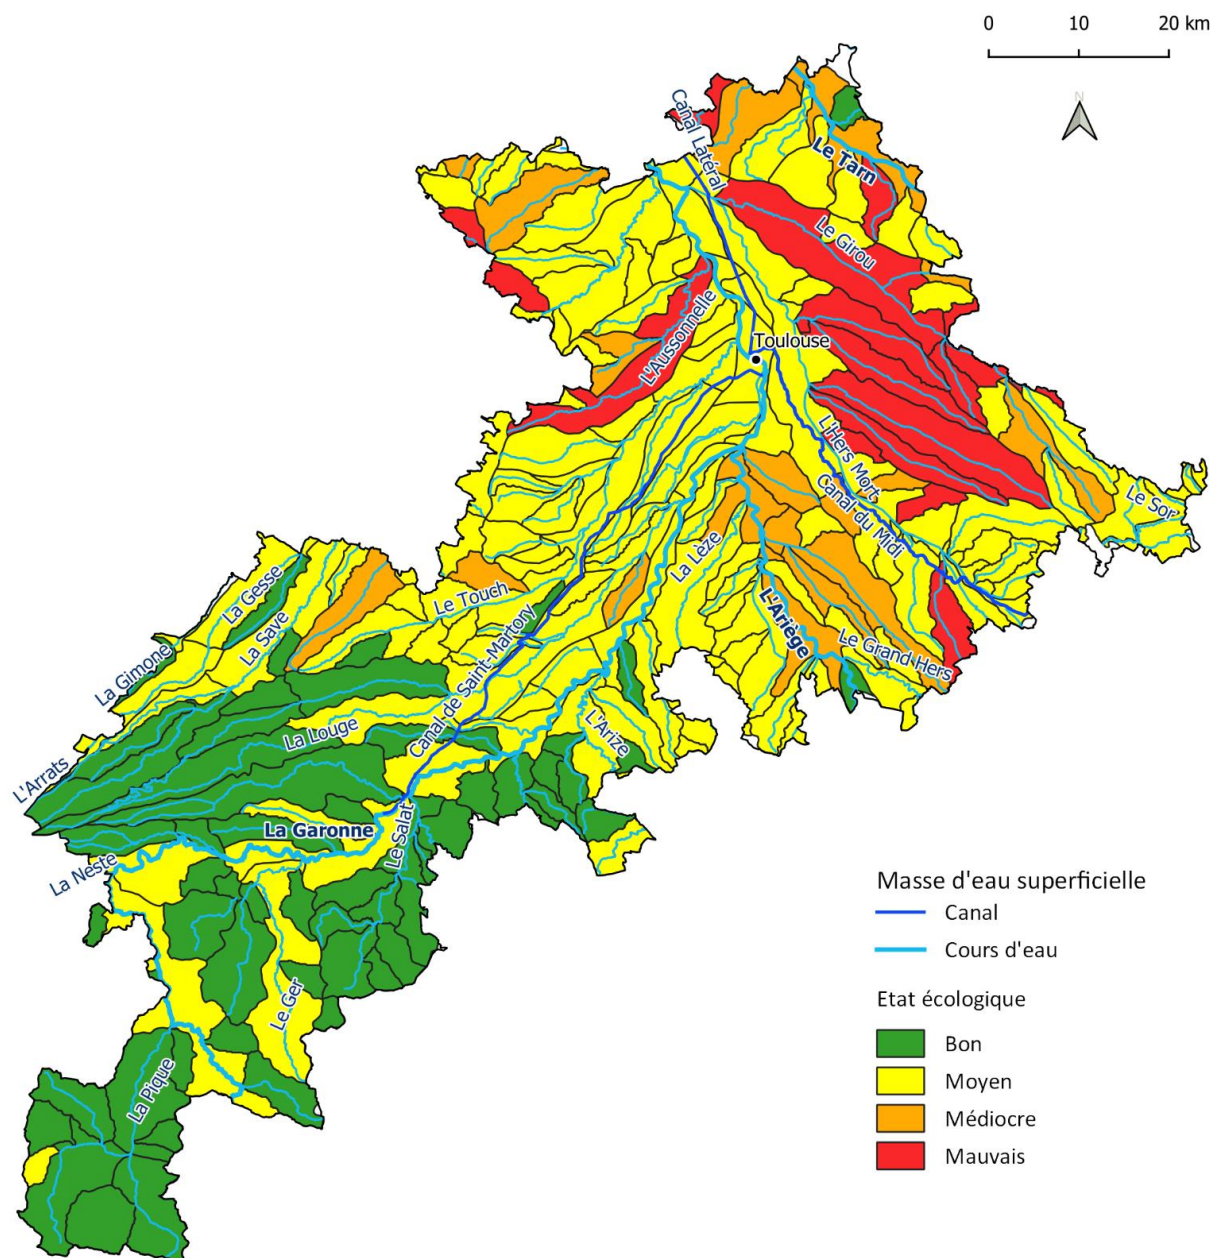 0 10 20 km
N
Canal Latéral
Le Tarn
Le Girou
L'Aussonnelle
Toulouse
L'Hers Mort
Canal du Midi
Le Sor
La Lèze
L'Ariège
Le Grand Hers
La Gesse
La Save
Le Touch
La Gimone
Canal de Saint-Martory
L'Arize
La Louge
L'Arrats
La Garonne
Le Salat
La Neste
Le Ger
La Pique
Masse d'eau superficielle
Canal
Cours d'eau
Etat écologique
Bon
Moyen
Médiocre
Mauvais